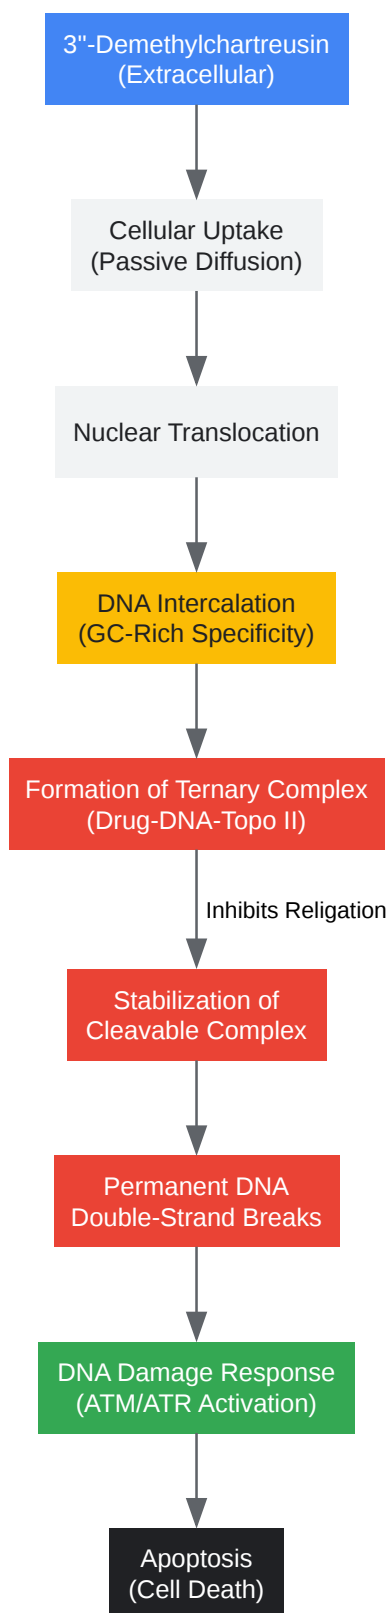 3''-Demethylchartreusin
(Extracellular)
Cellular Uptake
(Passive Diffusion)
Nuclear Translocation
DNA Intercalation
(GC-Rich Specificity)
Formation of Ternary Complex
(Drug-DNA-Topo II)
Inhibits Religation
Stabilization of
Cleavable Complex
Permanent DNA
Double-Strand Breaks
DNA Damage Response
(ATM/ATR Activation)
Apoptosis
(Cell Death)